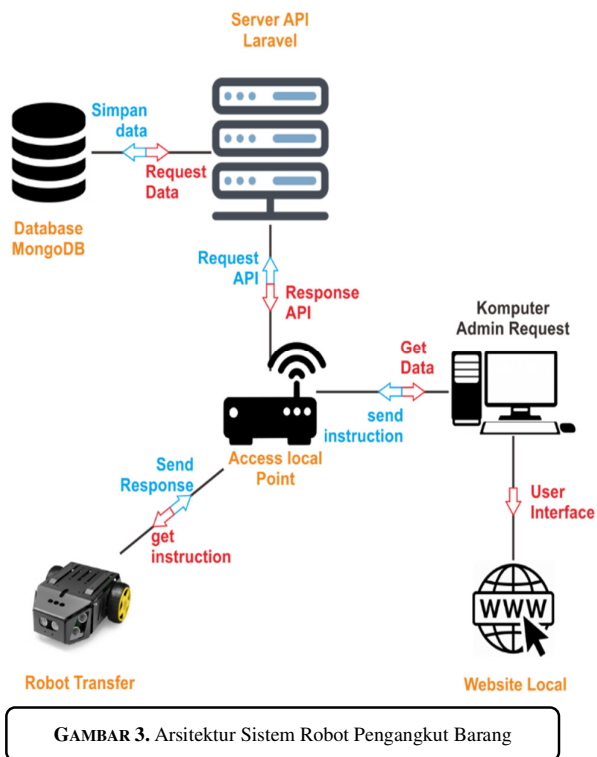 Server API
Laravel
Simpan
data
Request
Data
Database
MongoDB
Request
API
Response
API
Komputer
Admin Request
Get
Data
send
instruction
Access local
Point
Send
Response
get
instruction
User
Interface
WWW
Robot Transfer
Website Local
GAMBAR 3. Arsitektur Sistem Robot Pengangkut Barang